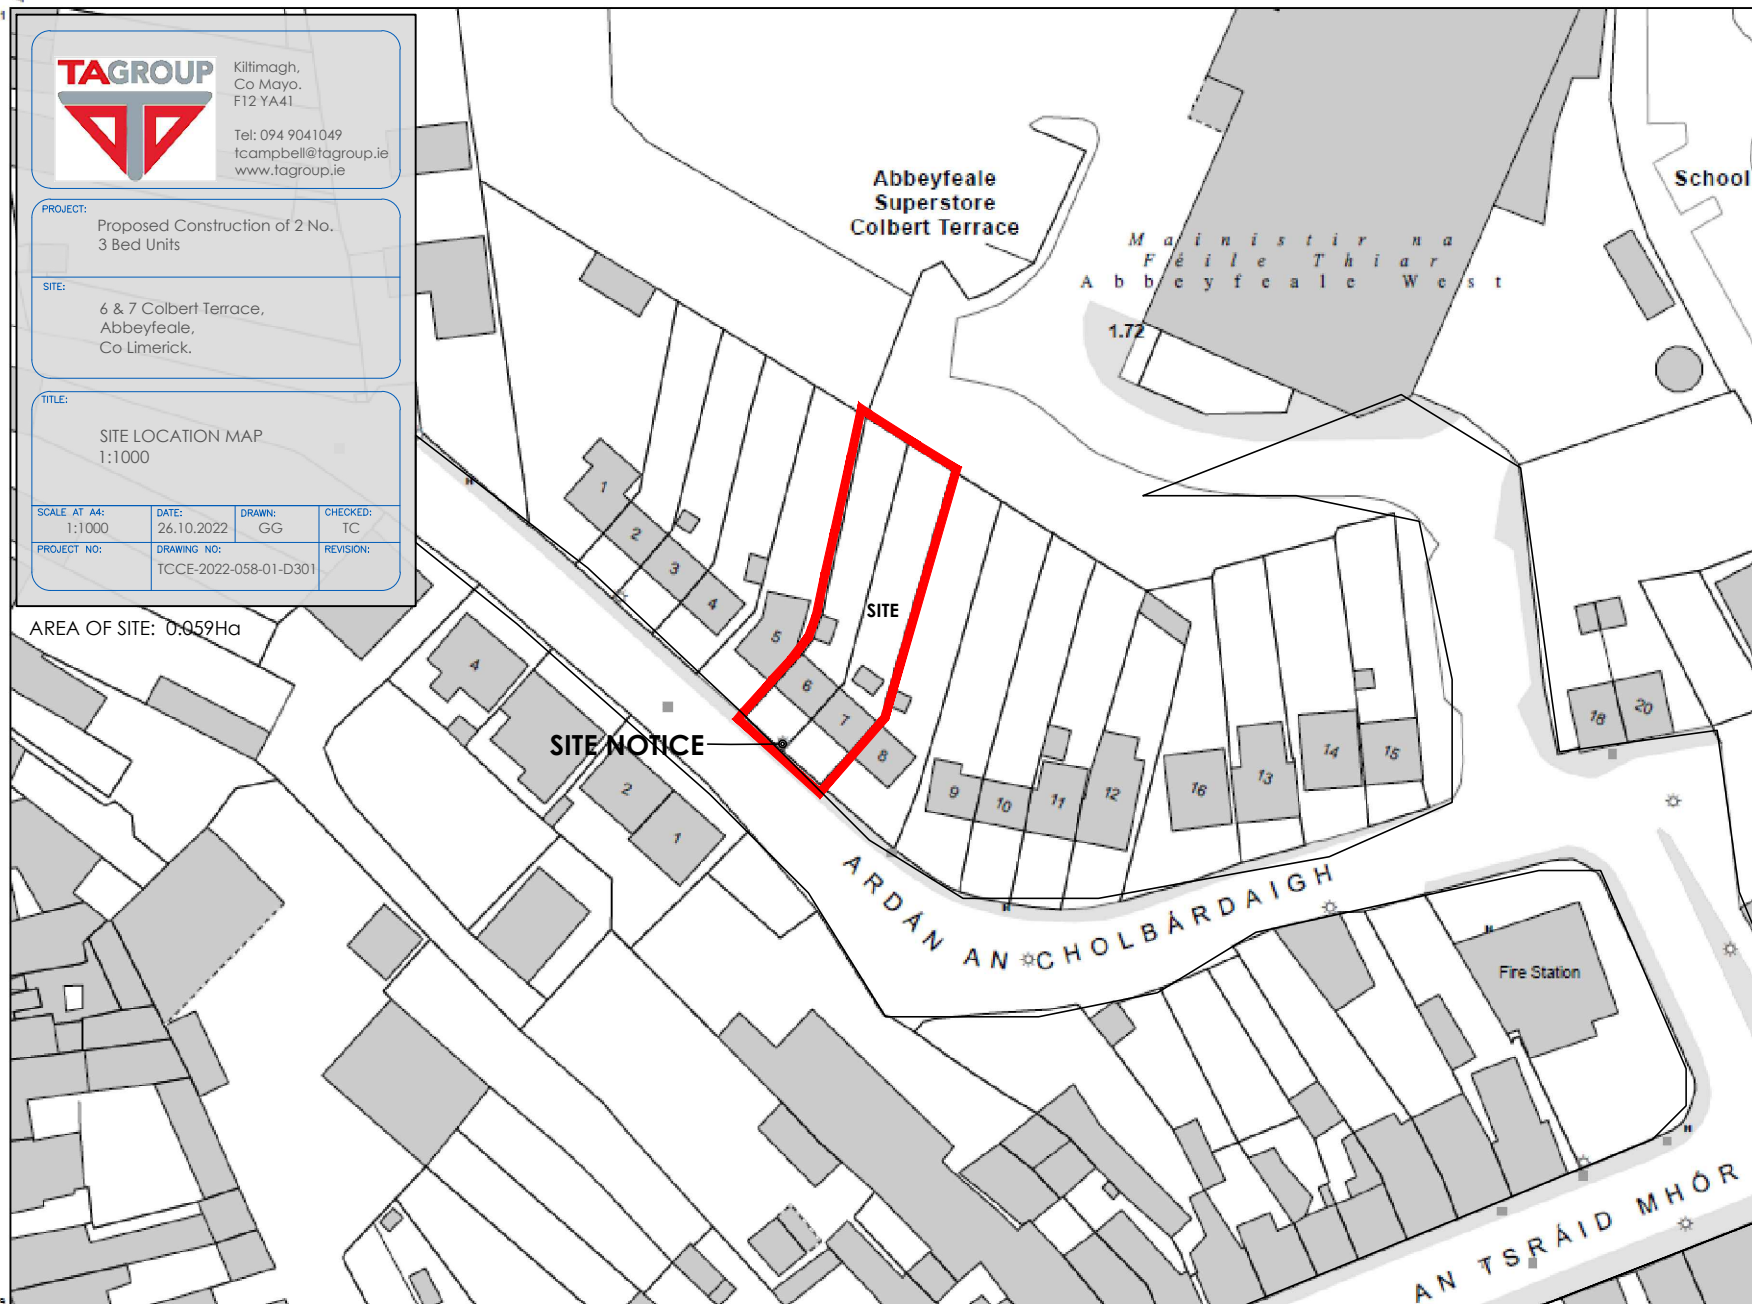 TAGROUP
Kiltimagh,
Co Mayo.
F12 YA41
Tel: 094 9041049
tcampbell@tagroup.ie
www.tagroup.ie
PROJECT:
Proposed Construction of 2 No.
3 Bed Units
SITE:
6 & 7 Colbert Terrace,
Abbeyfeale,
Co Limerick.
TITLE:
SITE LOCATION MAP
1:1000
SCALE AT A4:
1:1000
DATE:
26.10.2022
DRAWN:
GG
CHECKED:
TC
PROJECT NO:
DRAWING NO:
TCCE-2022-058-01-D301
REVISION:
AREA OF SITE: 0.059Ha
Abbeyfeale
Superstore
Colbert Terrace
School
Mainistir na
Féile Thiar
Abbeyfeale West
1.72
1
2
3
4
5
6
7
8
SITE
SITE NOTICE
4
2
1
9
10
11
12
16
13
14
15
18
20
ARDÁN AN CHOLBÁRDAIGH
Fire Station
AN TSRÁID MHÓR